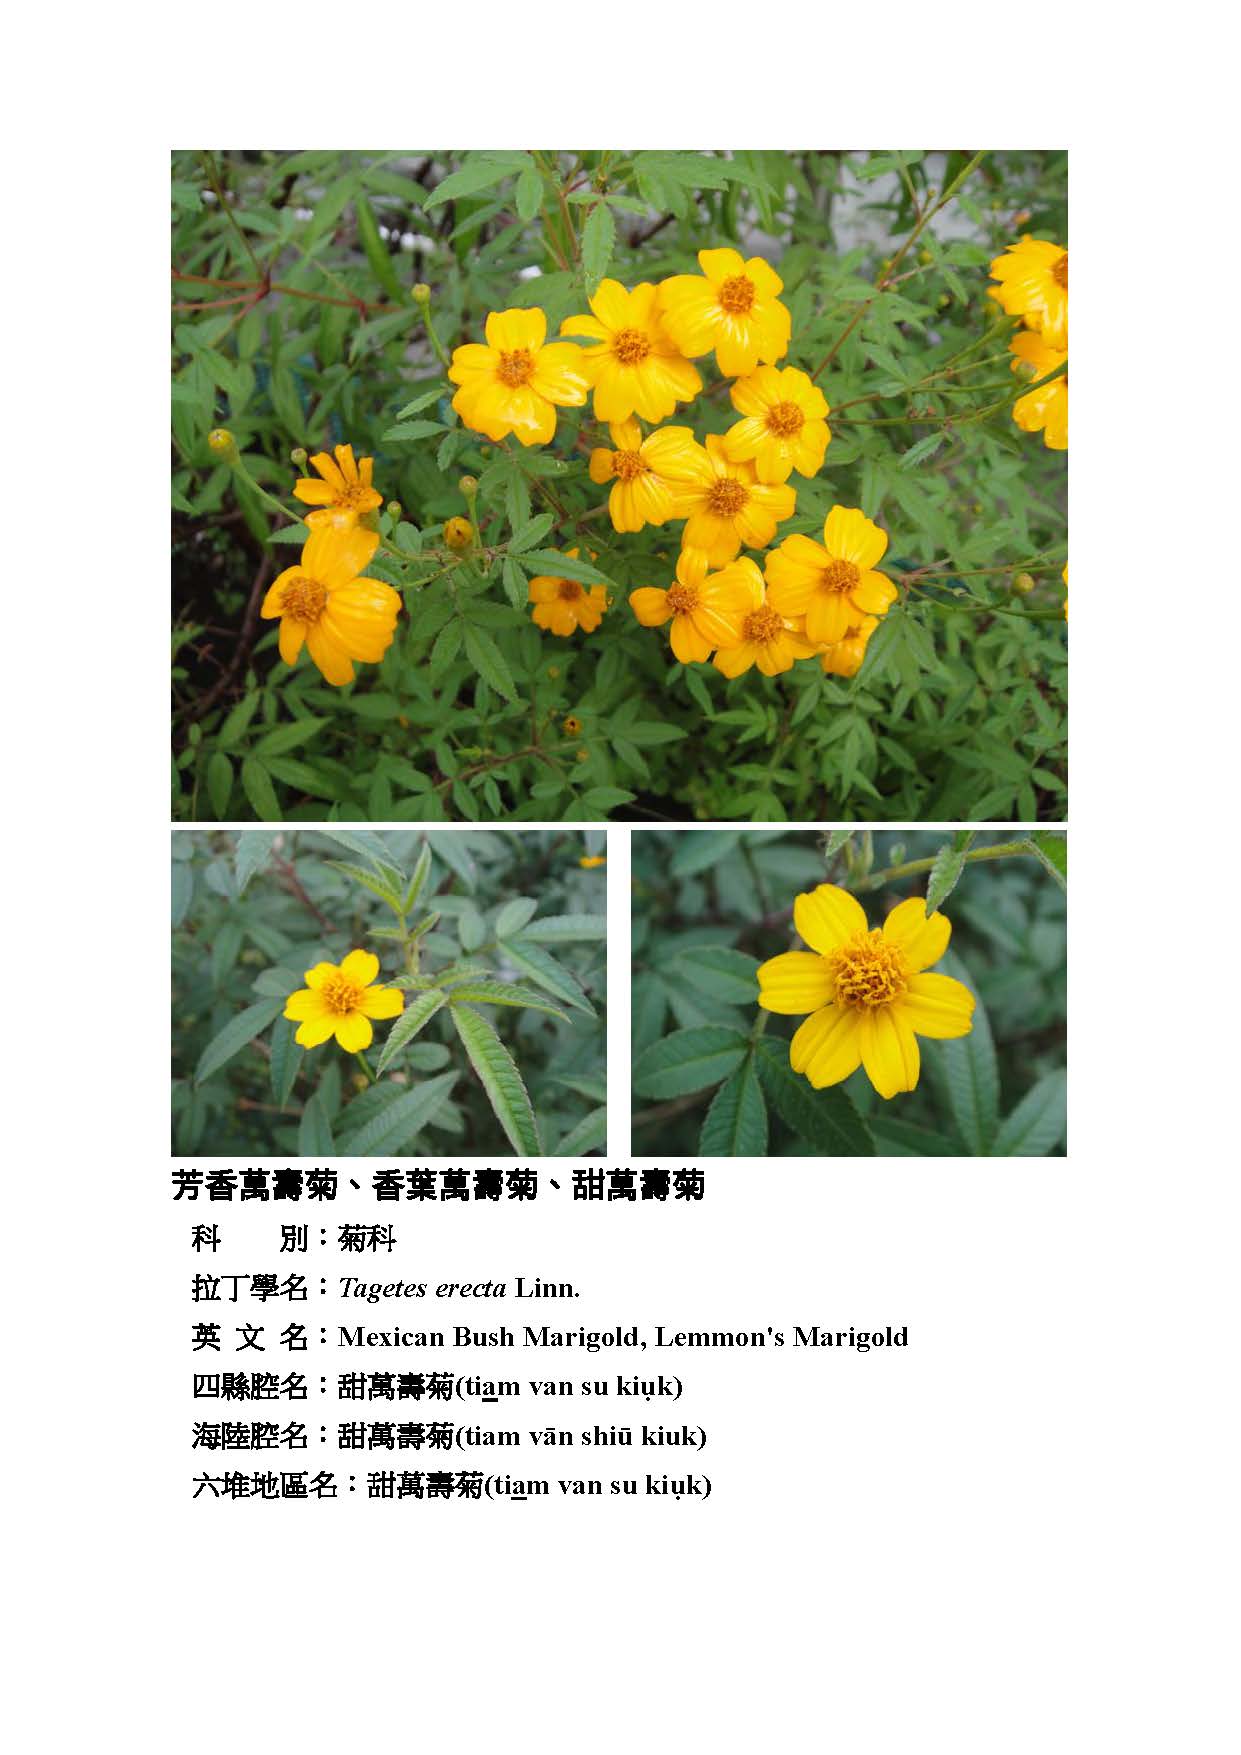 芳香萬壽菊、香葉萬壽菊、甜萬壽菊
科　　別：菊科
拉丁學名：Tagetes erecta Linn.
英 文 名：Mexican Bush Marigold, Lemmon's Marigold
四縣腔名：甜萬壽菊(tia̲m van su kiụk)
海陸腔名：甜萬壽菊(tiam vān shiū kiuk)
六堆地區名：甜萬壽菊(tia̲m van su kiụk)